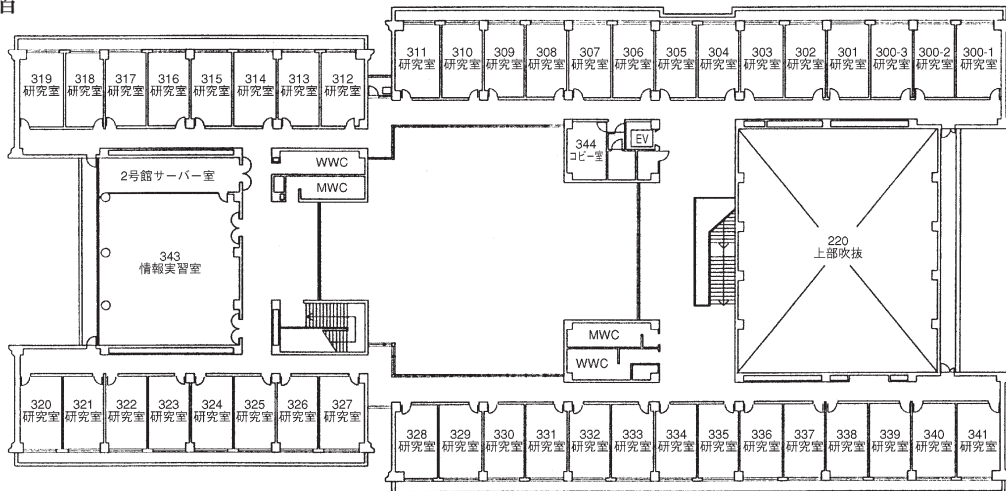 階
311
研究室
310
研究室
309
研究室
308
研究室
307
研究室
306
研究室
305
研究室
304
研究室
303
研究室
302
研究室
301
研究室
300-3
研究室
300-2
研究室
300-1
研究室
319
研究室
318
研究室
317
研究室
316
研究室
315
研究室
314
研究室
313
研究室
312
研究室
344
コピー室
EV
WWC
MWC
2号館サーバー室
343
情報実習室
220
上部吹抜
MWC
WWC
320
研究室
321
研究室
322
研究室
323
研究室
324
研究室
325
研究室
326
研究室
327
研究室
328
研究室
329
研究室
330
研究室
331
研究室
332
研究室
333
研究室
334
研究室
335
研究室
336
研究室
337
研究室
338
研究室
339
研究室
340
研究室
341
研究室